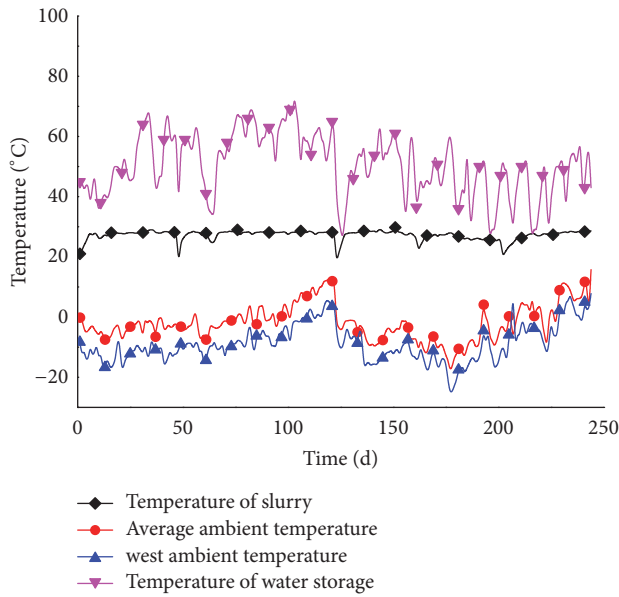 100
80
60
40
20
0
−20
Temperature (°C)
0 50 100 150 200 250
Time (d)
Temperature of slurry
Average ambient temperature
west ambient temperature
Temperature of water storage